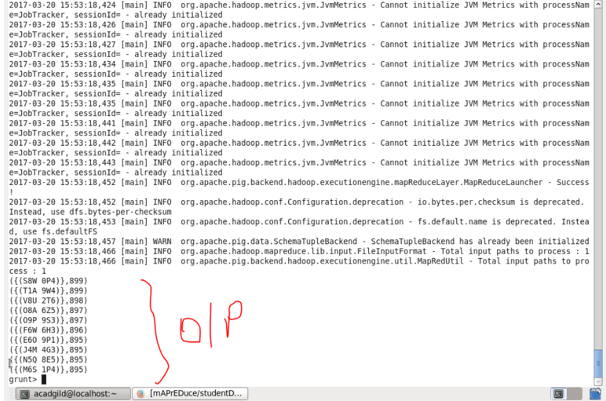 2017-03-20 15:53:18,424 [main] INFO  org.apache.hadoop.metrics.jvm.JvmMetrics - Cannot initialize JVM Metrics with processNam
e=JobTracker, sessionId= - already initialized
2017-03-20 15:53:18,426 [main] INFO  org.apache.hadoop.metrics.jvm.JvmMetrics - Cannot initialize JVM Metrics with processNam
e=JobTracker, sessionId= - already initialized
2017-03-20 15:53:18,427 [main] INFO  org.apache.hadoop.metrics.jvm.JvmMetrics - Cannot initialize JVM Metrics with processNam
e=JobTracker, sessionId= - already initialized
2017-03-20 15:53:18,434 [main] INFO  org.apache.hadoop.metrics.jvm.JvmMetrics - Cannot initialize JVM Metrics with processNam
e=JobTracker, sessionId= - already initialized
2017-03-20 15:53:18,435 [main] INFO  org.apache.hadoop.metrics.jvm.JvmMetrics - Cannot initialize JVM Metrics with processNam
e=JobTracker, sessionId= - already initialized
2017-03-20 15:53:18,435 [main] INFO  org.apache.hadoop.metrics.jvm.JvmMetrics - Cannot initialize JVM Metrics with processNam
e=JobTracker, sessionId= - already initialized
2017-03-20 15:53:18,441 [main] INFO  org.apache.hadoop.metrics.jvm.JvmMetrics - Cannot initialize JVM Metrics with processNam
e=JobTracker, sessionId= - already initialized
2017-03-20 15:53:18,442 [main] INFO  org.apache.hadoop.metrics.jvm.JvmMetrics - Cannot initialize JVM Metrics with processNam
e=JobTracker, sessionId= - already initialized
2017-03-20 15:53:18,443 [main] INFO  org.apache.hadoop.metrics.jvm.JvmMetrics - Cannot initialize JVM Metrics with processNam
e=JobTracker, sessionId= - already initialized
2017-03-20 15:53:18,452 [main] INFO  org.apache.pig.backend.hadoop.executionengine.mapReduceLayer.MapReduceLauncher - Success
!
2017-03-20 15:53:18,452 [main] INFO  org.apache.hadoop.conf.Configuration.deprecation - io.bytes.per.checksum is deprecated.
Instead, use dfs.bytes-per-checksum
2017-03-20 15:53:18,453 [main] INFO  org.apache.hadoop.conf.Configuration.deprecation - fs.default.name is deprecated. Instea
d, use fs.defaultFS
2017-03-20 15:53:18,457 [main] WARN  org.apache.pig.data.SchemaTupleBackend - SchemaTupleBackend has already been initialized
2017-03-20 15:53:18,466 [main] INFO  org.apache.hadoop.mapreduce.lib.input.FileInputFormat - Total input paths to process : 1
2017-03-20 15:53:18,466 [main] INFO  org.apache.pig.backend.hadoop.executionengine.util.MapRedUtil - Total input paths to pro
cess : 1
({(S8W 0P4)},899)
({(T1A 9W4)},899)
({(V8U 2T6)},898)
({(O8A 6Z5)},897)
({(O9P 9S3)},897)
({(F6W 6H3)},896)
({(E6O 9P1)},895)
({(J4M 4G3)},895)
({(N5Q 8E5)},895)
({(M6S 1P4)},895)
O/P
grunt>
acadgild@localhost:~
[mAPrEDuce/studentD...